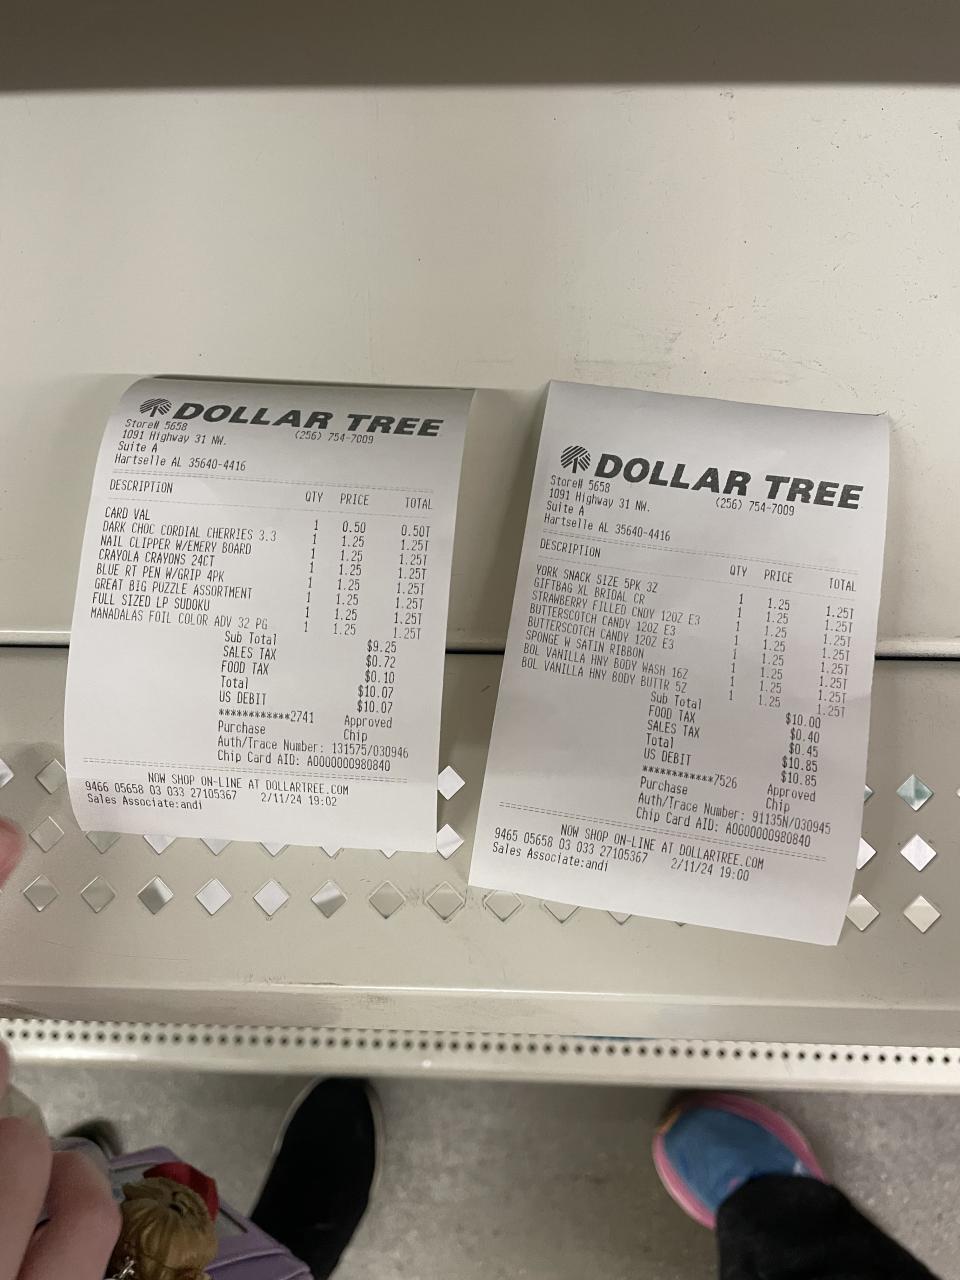 DOLLAR TREE
Store# 5658
1091 Highway 31 NW. (256) 754-7009
Suite A
Hartselle AL 35640-4416
DESCRIPTION QTY PRICE TOTAL
CARD VAL 1 0.50 0.50T
DARK CHOC CORDIAL CHERRIES 3.3 1 1.25 1.25T
NAIL CLIPPER W/EMERY BOARD 1 1.25 1.25T
CRAYOLA CRAYONS 24CT 1 1.25 1.25T
BLUE RT PEN W/GRIP 4PK 1 1.25 1.25T
GREAT BIG PUZZLE ASSORTMENT 1 1.25 1.25T
FULL SIZED LP SUDOKU 1 1.25 1.25T
MANADALAS FOIL COLOR ADV 32 PG 1 1.25 1.25T
Sub Total $9.25
SALES TAX $0.72
FOOD TAX $0.10
Total $10.07
US DEBIT $10.07
************2741 Approved
Purchase Chip
Auth/Trace Number: 131575/030946
Chip Card AID: A0000000980840
NOW SHOP ON-LINE AT DOLLARTREE.COM
9466 05658 03 033 27105367 2/11/24 19:02
Sales Associate:andi
DOLLAR TREE
Store# 5658
1091 Highway 31 NW. (256) 754-7009
Suite A
Hartselle AL 35640-4416
DESCRIPTION QTY PRICE TOTAL
YORK SNACK SIZE 5PK 3Z 1 1.25 1.25T
GIFTBAG XL BRIDAL CR 1 1.25 1.25T
STRAWBERRY FILLED CNDY 12OZ E3 1 1.25 1.25T
BUTTERSCOTCH CANDY 12OZ E3 1 1.25 1.25T
BUTTERSCOTCH CANDY 12OZ E3 1 1.25 1.25T
SPONGE W SATIN RIBBON 1 1.25 1.25T
BOL VANILLA HNY BODY WASH 16Z 1 1.25 1.25T
BOL VANILLA HNY BODY BUTTR 5Z 1 1.25 1.25T
Sub Total $10.00
FOOD TAX $0.40
SALES TAX $0.45
Total $10.85
US DEBIT $10.85
************7526 Approved
Purchase Chip
Auth/Trace Number: 91135N/030945
Chip Card AID: A0000000980840
NOW SHOP ON-LINE AT DOLLARTREE.COM
9465 05658 03 033 27105367 2/11/24 19:00
Sales Associate:andi